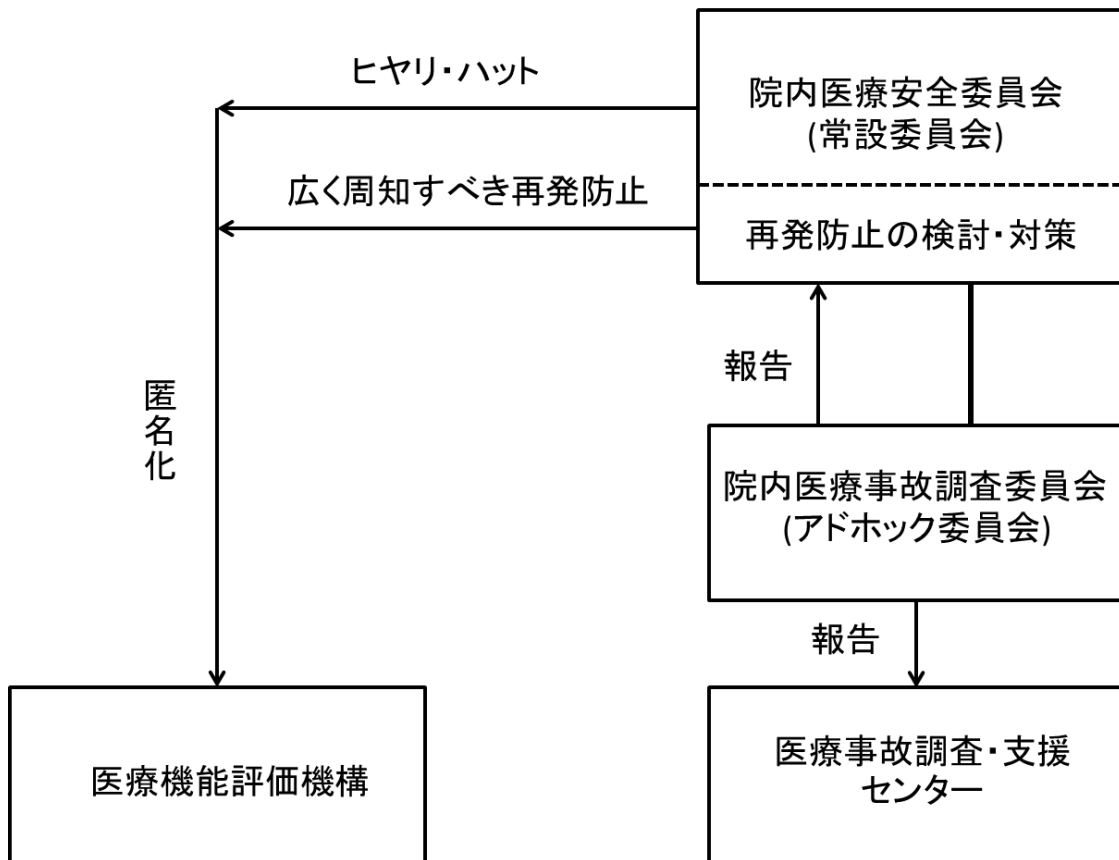 ヒヤリ・ハット
院内医療安全委員会
(常設委員会)
広く周知すべき再発防止
再発防止の検討・対策
報告
匿名化
院内医療事故調査委員会
(アドホック委員会)
報告
医療機能評価機構
医療事故調査・支援
センター